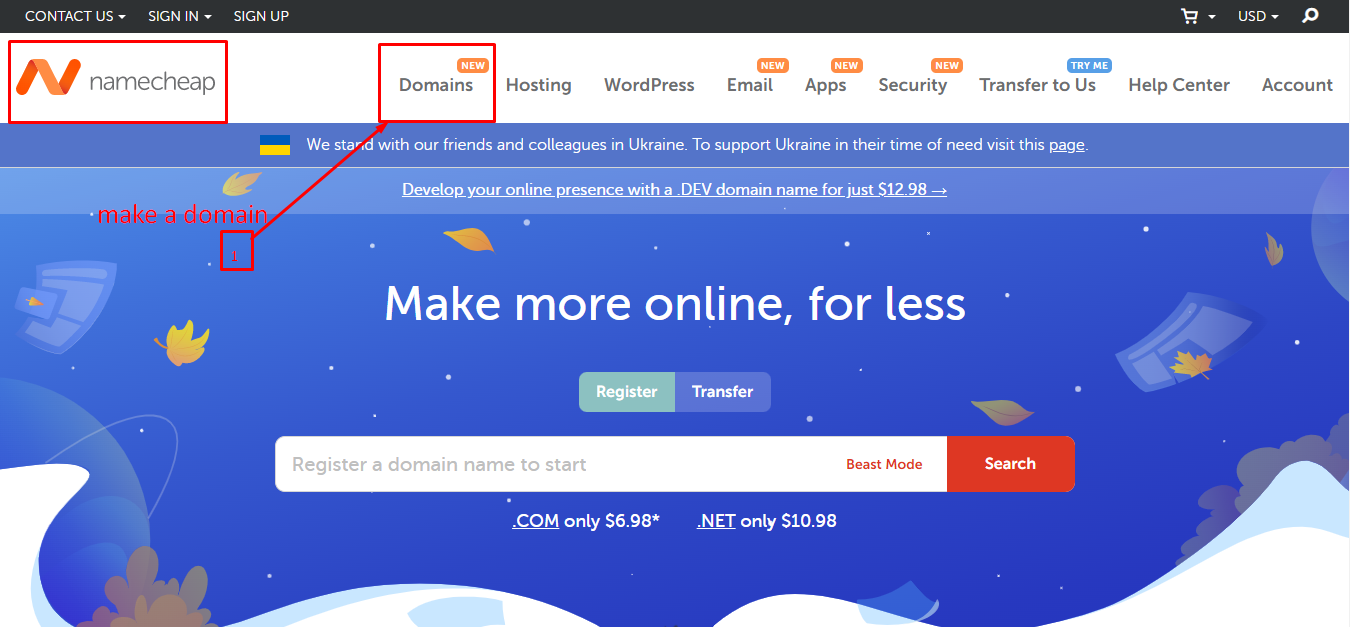 CONTACT US SIGN IN SIGN UP USD
namecheap
NEW NEW NEW NEW TRY ME
Domains Hosting WordPress Email Apps Security Transfer to Us Help Center Account
We stand with our friends and colleagues in Ukraine. To support Ukraine in their time of need visit this page.
Develop your online presence with a .DEV domain name for just $12.98 →
make a domain
↓
Make more online, for less
Register Transfer
Register a domain name to start Beast Mode Search
.COM only $6.98* .NET only $10.98